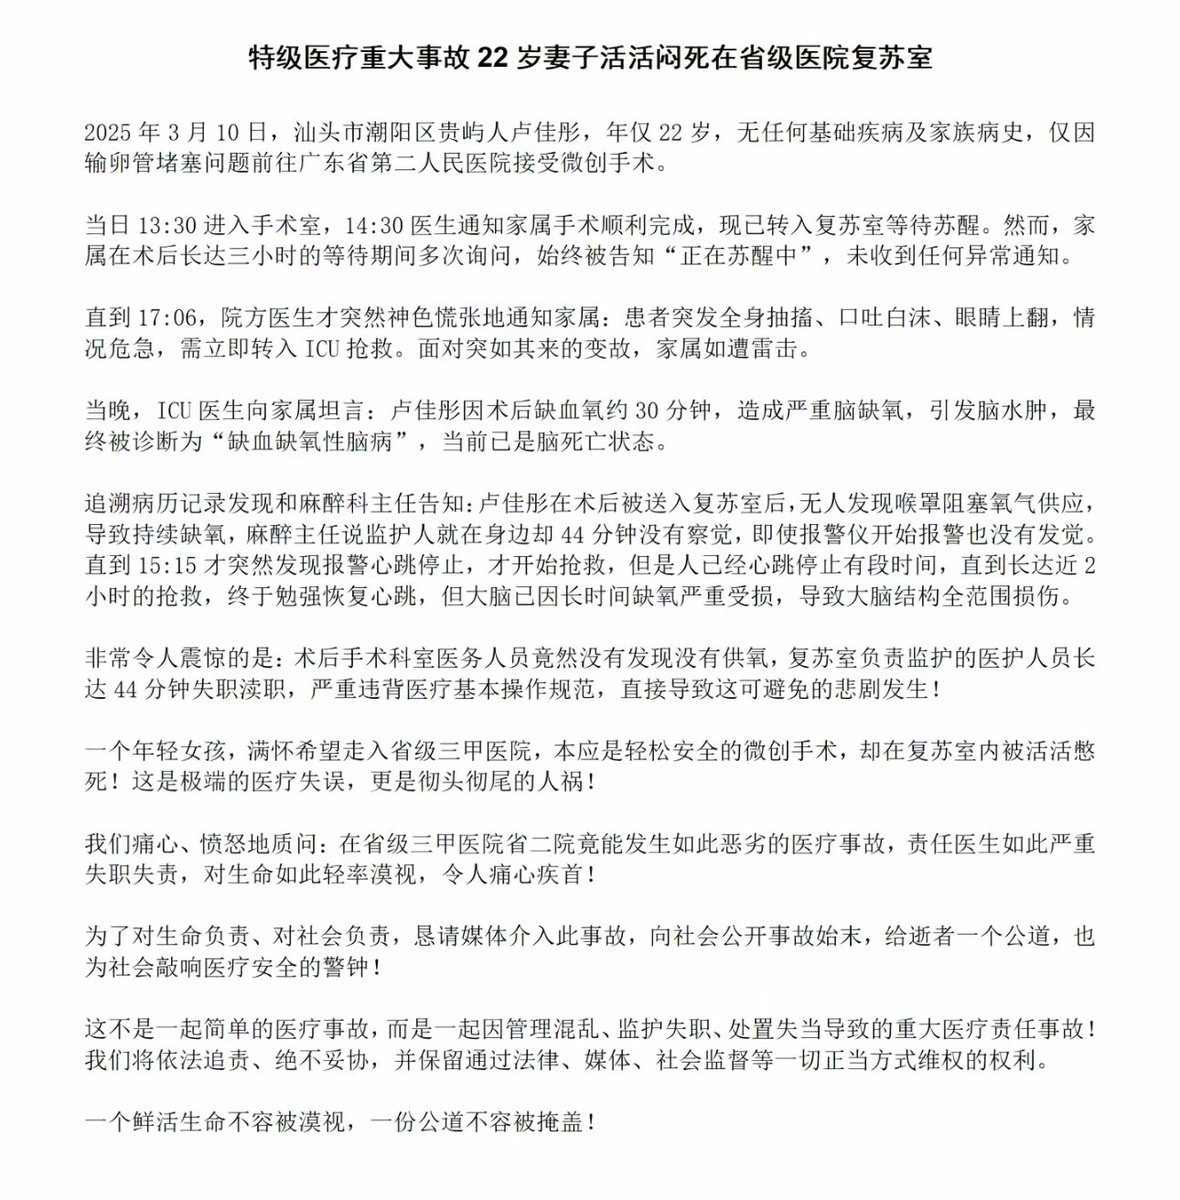 特级医疗重大事故 22 岁妻子活活闷死在省级医院复苏室
2025 年 3 月 10 日，汕头市潮阳区贵屿人卢佳彤，年仅 22 岁，无任何基础疾病及家族病史，仅因
输卵管堵塞问题前往广东省第二人民医院接受微创手术。
当日 13:30 进入手术室，14:30 医生通知家属手术顺利完成，现已转入复苏室等待苏醒。然而，家
属在术后长达三小时的等待期间多次询问，始终被告知“正在苏醒中”，未收到任何异常通知。
直到 17:06，院方医生才突然神色慌张地通知家属：患者突发全身抽搐、口吐白沫、眼睛上翻，情
况危急，需立即转入 ICU 抢救。面对突如其来的变故，家属如遭雷击。
当晚，ICU 医生向家属坦言：卢佳彤因术后缺血氧约 30 分钟，造成严重脑缺氧，引发脑水肿，最
终被诊断为“缺血缺氧性脑病”，当前已是脑死亡状态。
追溯病历记录发现和麻醉科主任告知：卢佳彤在术后被送入复苏室后，无人发现喉罩阻塞氧气供应，
导致持续缺氧，麻醉主任说监护人就在身边却 44 分钟没有察觉，即使报警仪开始报警也没有发觉。
直到 15:15 才突然发现报警心跳停止，才开始抢救，但是人已经心跳停止有段时间，直到长达近 2
小时的抢救，终于勉强恢复心跳，但大脑已因长时间缺氧严重受损，导致大脑结构全范围损伤。
非常令人震惊的是：术后手术科室医务人员竟然没有发现没有供氧，复苏室负责监护的医护人员长
达 44 分钟失职渎职，严重违背医疗基本操作规范，直接导致这可避免的悲剧发生！
一个年轻女孩，满怀希望走入省级三甲医院，本应是轻松安全的微创手术，却在复苏室内被活活憋
死！这是极端的医疗失误，更是彻头彻尾的人祸！
我们痛心、愤怒地质问：在省级三甲医院省二院竟能发生如此恶劣的医疗事故，责任医生如此严重
失职失责，对生命如此轻率漠视，令人痛心疾首！
为了对生命负责、对社会负责，恳请媒体介入此事故，向社会公开事故始末，给逝者一个公道，也
为社会敲响医疗安全的警钟！
这不是一起简单的医疗事故，而是一起因管理混乱、监护失职、处置失当导致的重大医疗责任事故！
我们将依法追责、绝不妥协，并保留通过法律、媒体、社会监督等一切正当方式维权的权利。
一个鲜活生命不容被漠视，一份公道不容被掩盖！